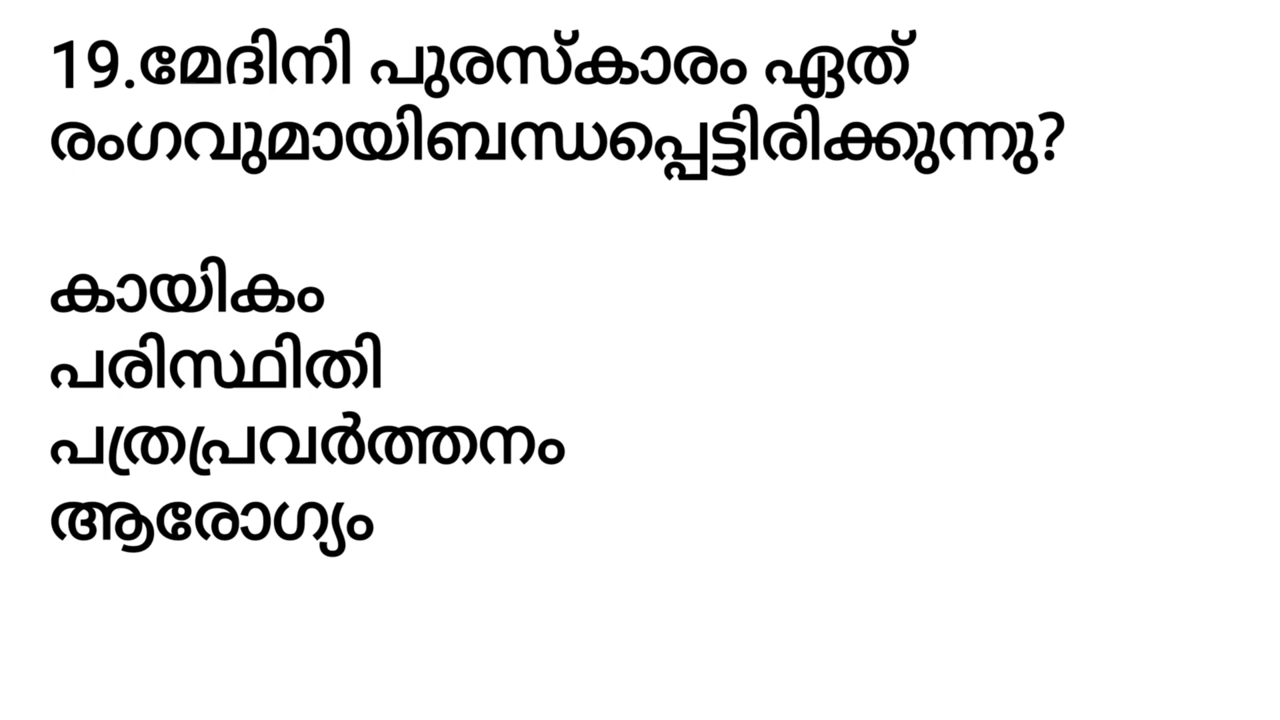 19.മേദിനി പുരസ്കാരം ഏത്
രംഗവുമായിബന്ധപ്പെട്ടിരിക്കുന്നു?
കായികം
പരിസ്ഥിതി
പത്രപ്രവർത്തനം
ആരോഗ്യം